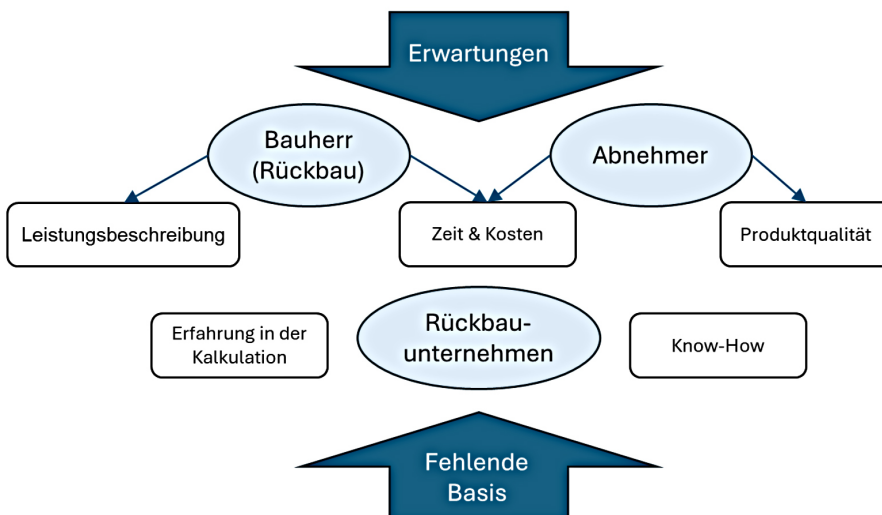 Erwartungen
Bauherr
(Rückbau)
Abnehmer
Leistungsbeschreibung
Zeit & Kosten
Produktqualität
Erfahrung in der
Kalkulation
Rückbau-
unternehmen
Know-How
Fehlende
Basis